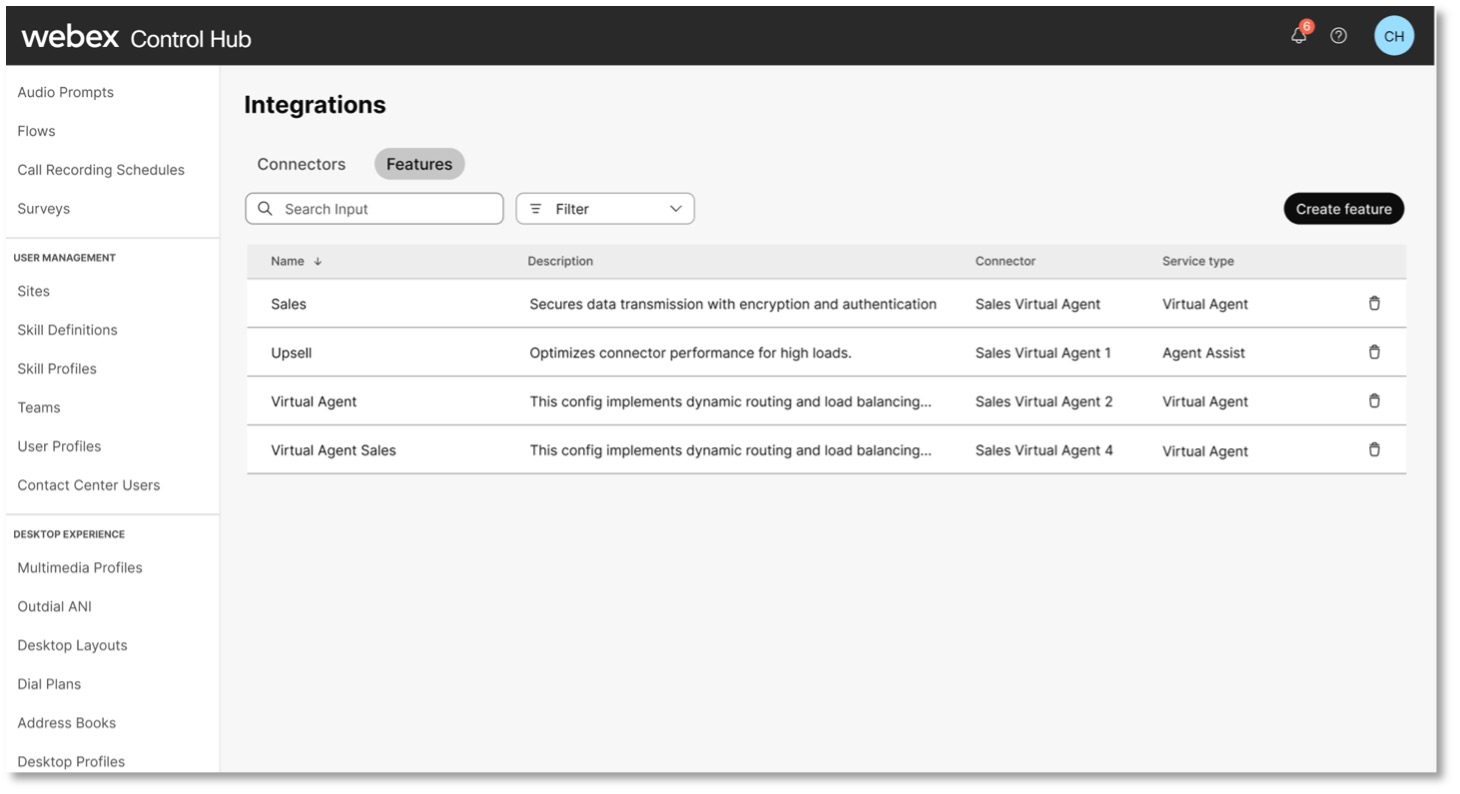 webex Control Hub
6
CH
Audio Prompts
Flows
Call Recording Schedules
Surveys
USER MANAGEMENT
Sites
Skill Definitions
Skill Profiles
Teams
User Profiles
Contact Center Users
DESKTOP EXPERIENCE
Multimedia Profiles
Outdial ANI
Desktop Layouts
Dial Plans
Address Books
Desktop Profiles
Integrations
Connectors Features
Search Input Filter Create feature
Name Description Connector Service type
Sales Secures data transmission with encryption and authentication Sales Virtual Agent Virtual Agent
Upsell Optimizes connector performance for high loads. Sales Virtual Agent 1 Agent Assist
Virtual Agent This config implements dynamic routing and load balancing... Sales Virtual Agent 2 Virtual Agent
Virtual Agent Sales This config implements dynamic routing and load balancing... Sales Virtual Agent 4 Virtual Agent